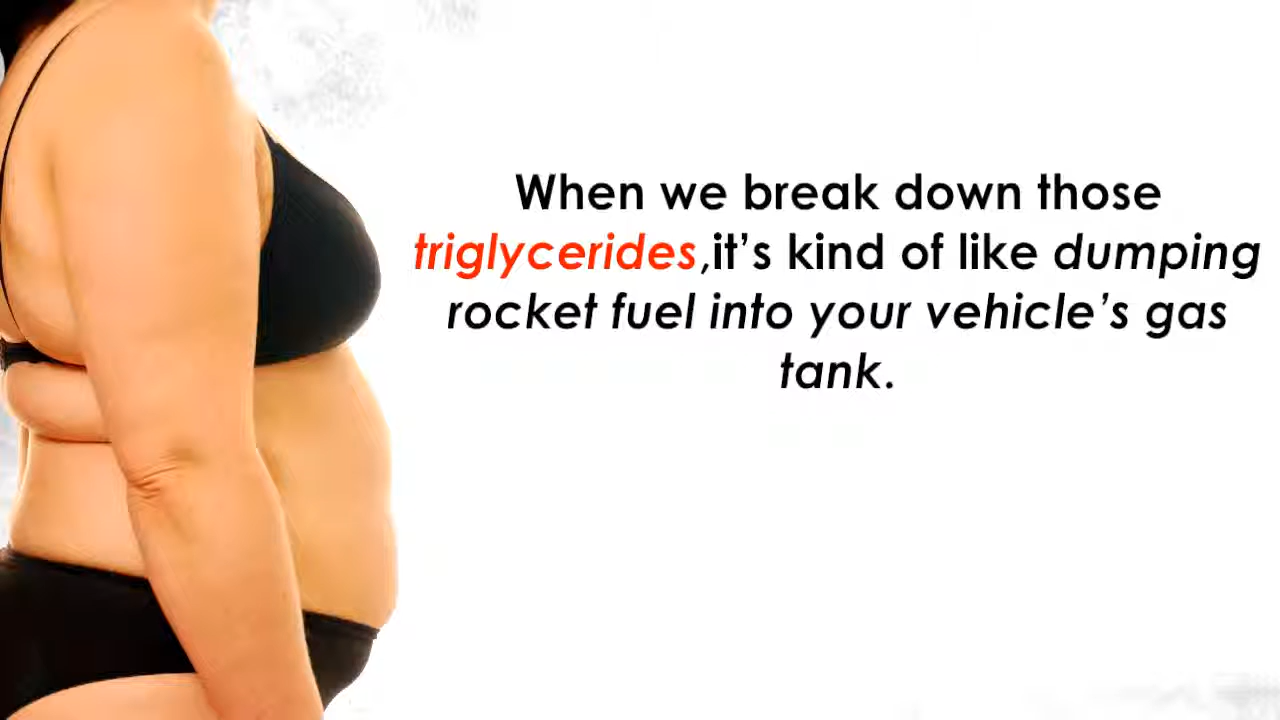 When we break down those
triglycerides,it's kind of like dumping
rocket fuel into your vehicle's gas
tank.